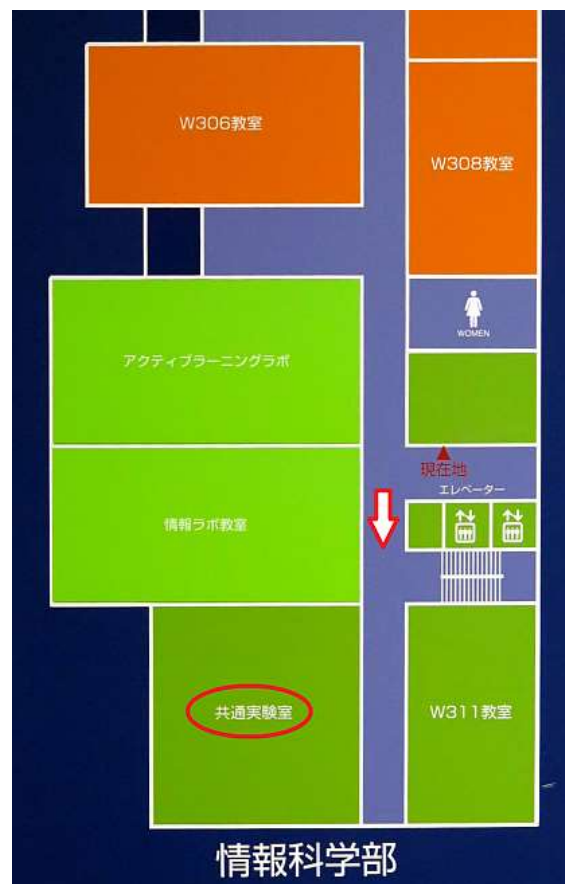 W306教室
W308教室
WOMEN
アクティブラーニングラボ
現在地
エレベーター
情報ラボ教室
共通実験室
W311教室
情報科学部